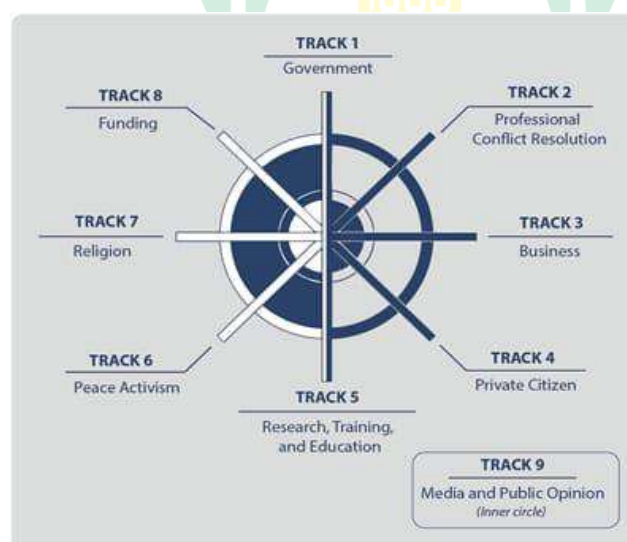 TRACK 1
Government
TRACK 8
Funding
TRACK 2
Professional
Conflict Resolution
TRACK 7
Religion
TRACK 3
Business
TRACK 6
Peace Activism
TRACK 4
Private Citizen
TRACK 5
Research, Training,
and Education
TRACK 9
Media and Public Opinion
(Inner circle)